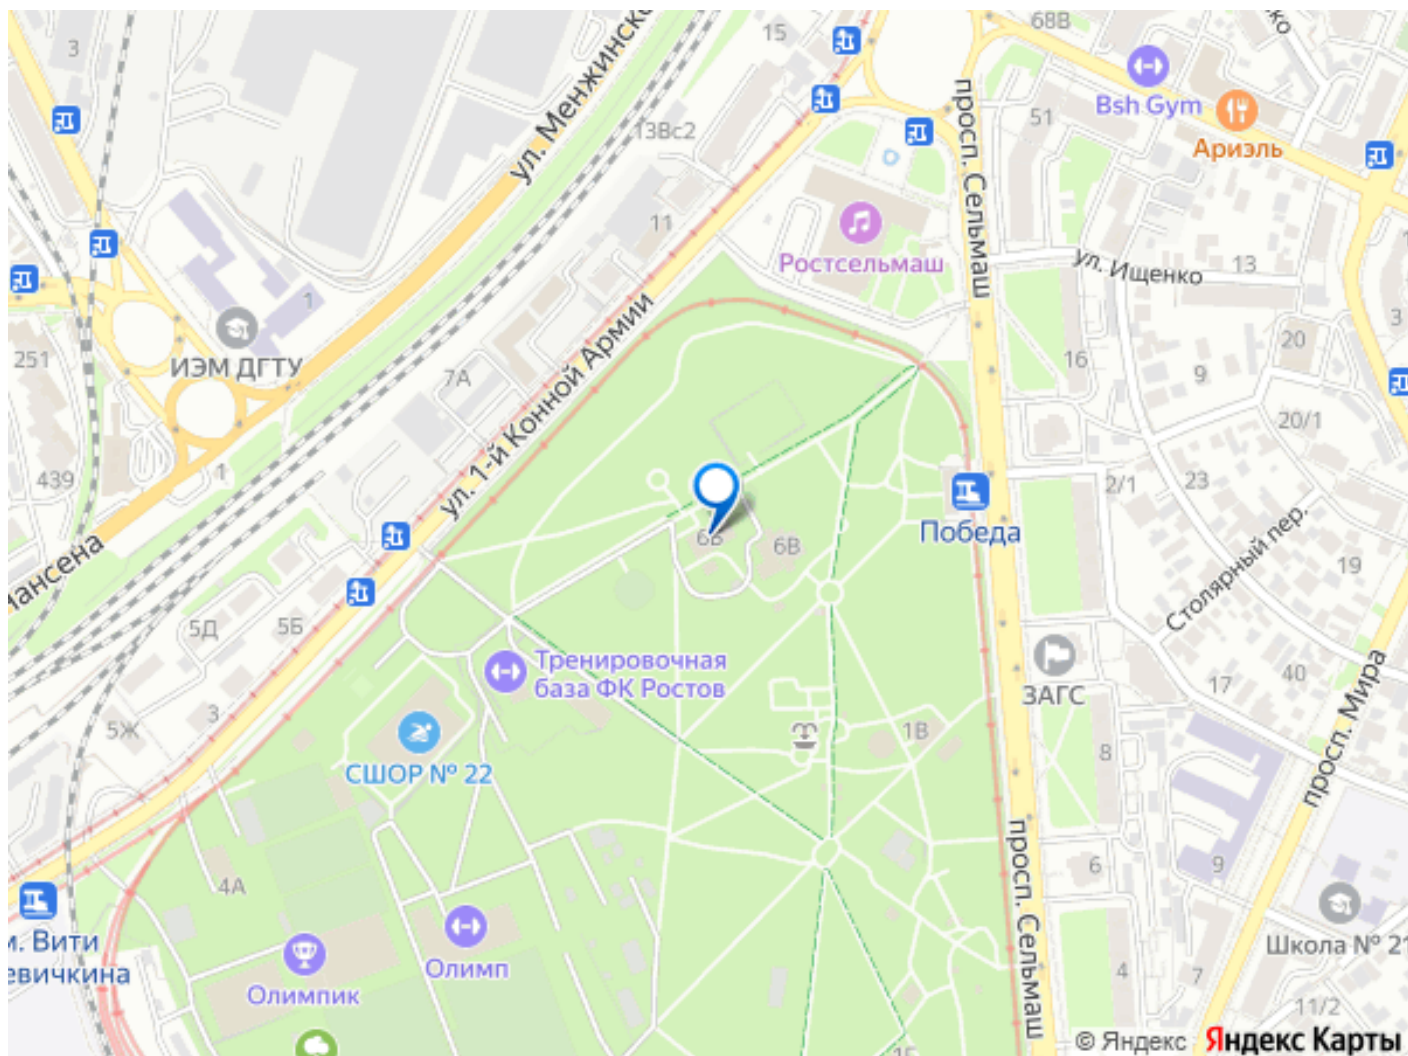 3
15
68В
ул. Менжинско
13Вс2
Bsh Gym
51
Ариэль
просп. Сельмаш
11
Ростсельмаш
ул. Ищенко
13
1
ИЭМ ДГТУ
251
7А
ул. 1-й Конной Армии
16
20
3
9
20/1
439
1
23
2/1
Победа
6Б
6В
Столярный пер.
19
нансена
5Д
5Б
Тренировочная
база ФК Ростов
ЗАГС
40
17
просп. Мира
3
5Ж
1В
8
СШОР № 22
просп. Сельмаш
6
9
4А
м. Вити
евичкина
Олимп
Олимпик
Школа № 21
4
7
11/2
© Яндекс Яндекс Карты